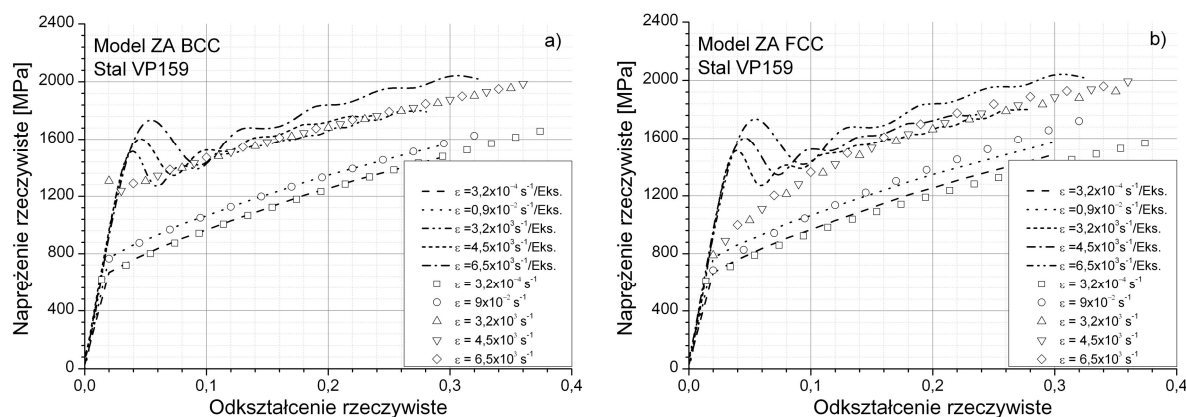 Model ZA BCC
Stal VP159
a)
Naprężenie rzeczywiste [MPa]
2400
2000
1600
1200
800
400
0
0,0
0,1
0,2
0,3
0,4
Odkształcenie rzeczywiste
ε =3,2x10⁻⁴ s⁻¹/Eks.
ε =0,9x10⁻² s⁻¹/Eks.
ε =3,2x10³s⁻¹/Eks.
ε =4,5x10³s⁻¹/Eks.
ε =6,5x10³s⁻¹/Eks.
ε = 3,2x10⁻⁴ s⁻¹
ε = 9x10⁻² s⁻¹
ε = 3,2x10³ s⁻¹
ε = 4,5x10³ s⁻¹
ε = 6,5x10³ s⁻¹
Model ZA FCC
Stal VP159
b)
Naprężenie rzeczywiste [MPa]
2400
2000
1600
1200
800
400
0
0,0
0,1
0,2
0,3
0,4
Odkształcenie rzeczywiste
ε =3,2x10⁻⁴ s⁻¹/Eks.
ε =0,9x10⁻² s⁻¹/Eks.
ε =3,2x10³s⁻¹/Eks.
ε =4,5x10³s⁻¹/Eks.
ε =6,5x10³s⁻¹/Eks.
ε = 3,2x10⁻⁴ s⁻¹
ε = 9x10⁻² s⁻¹
ε = 3,2x10³ s⁻¹
ε = 4,5x10³ s⁻¹
ε = 6,5x10³ s⁻¹